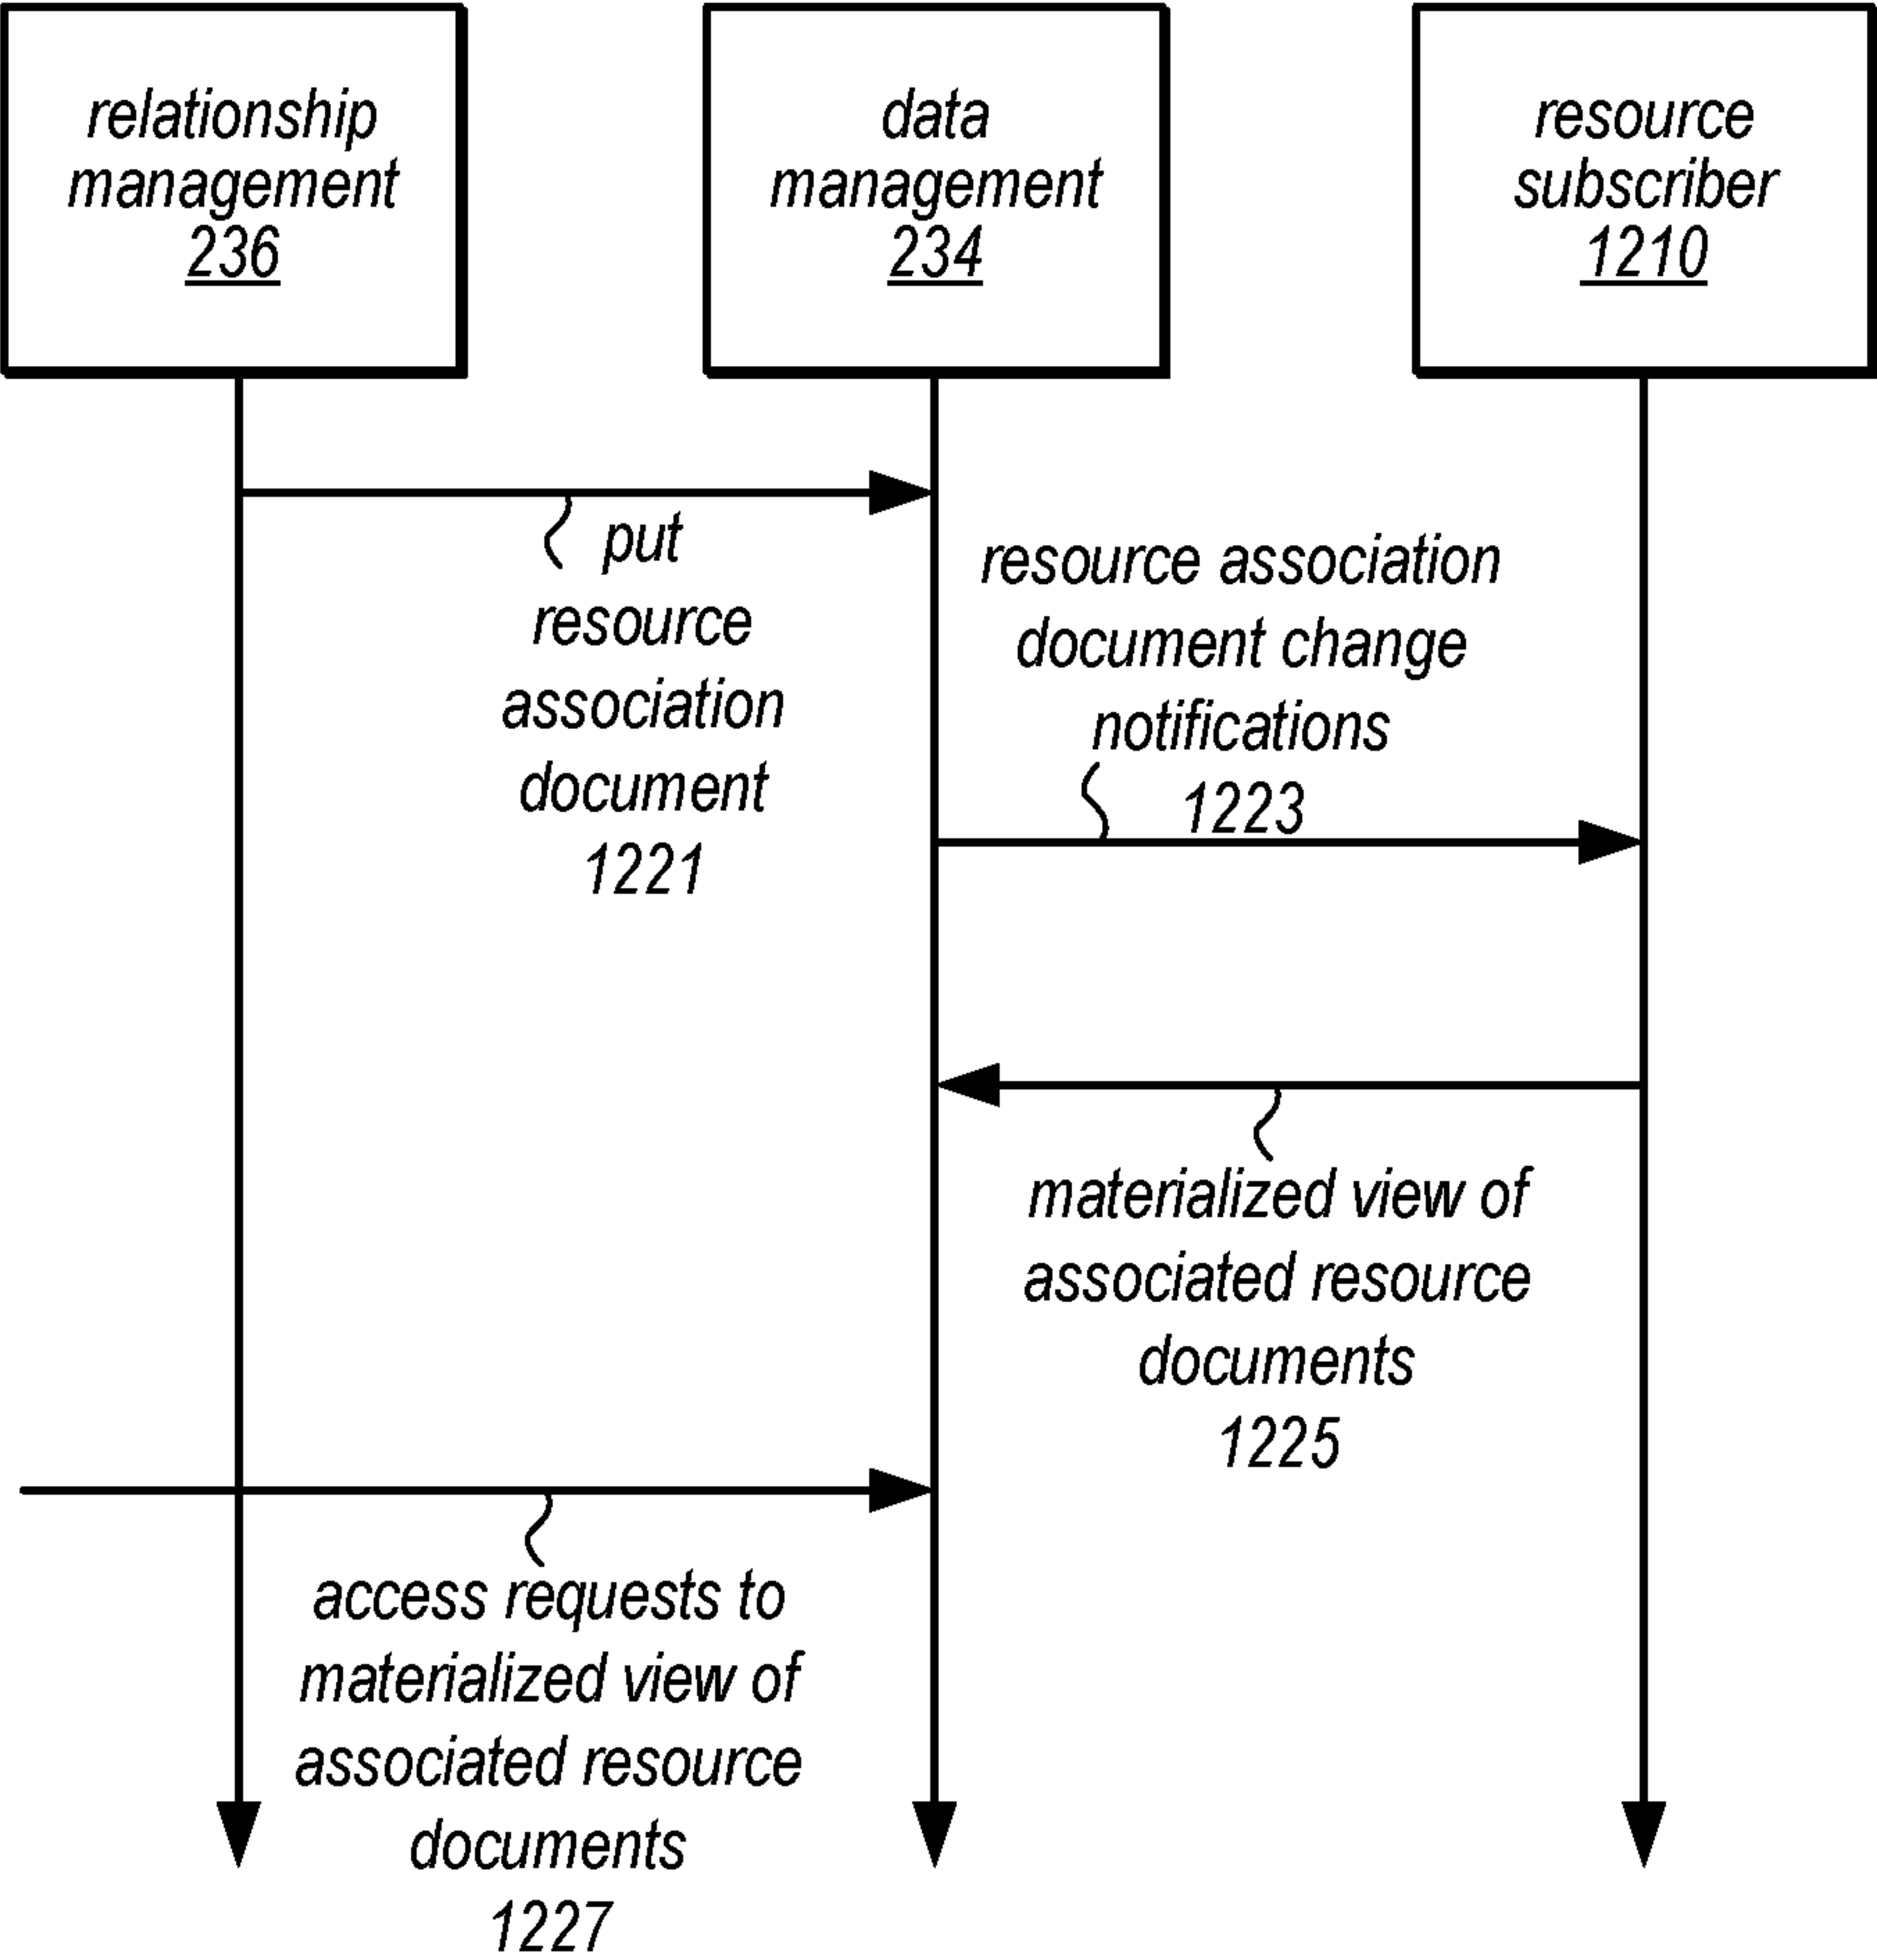 relationship
management
236
data
management
234
resource
subscriber
1210
put
resource
association
document
1221
resource association
document change
notifications
1223
materialized view of
associated resource
documents
1225
access requests to
materialized view of
associated resource
documents
1227